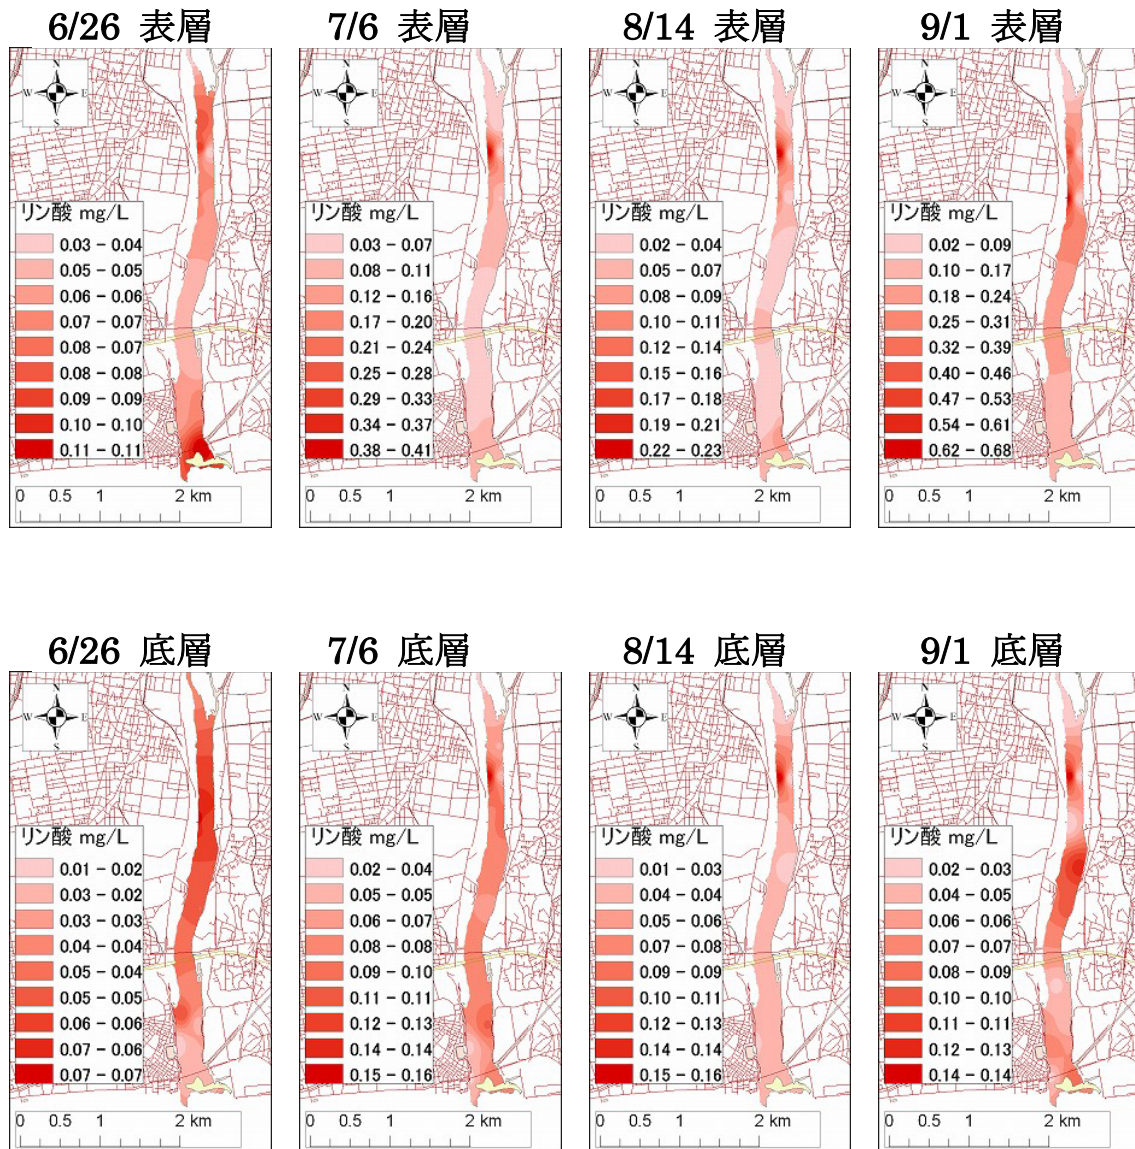 6/26 表層
7/6 表層
8/14 表層
9/1 表層
N
W E
S
リン酸 mg/L
0.03 - 0.04
0.05 - 0.05
0.06 - 0.06
0.07 - 0.07
0.08 - 0.07
0.08 - 0.08
0.09 - 0.09
0.10 - 0.10
0.11 - 0.11
0 0.5 1 2 km
N
W E
S
リン酸 mg/L
0.03 - 0.07
0.08 - 0.11
0.12 - 0.16
0.17 - 0.20
0.21 - 0.24
0.25 - 0.28
0.29 - 0.33
0.34 - 0.37
0.38 - 0.41
0 0.5 1 2 km
N
W E
S
リン酸 mg/L
0.02 - 0.04
0.05 - 0.07
0.08 - 0.09
0.10 - 0.11
0.12 - 0.14
0.15 - 0.16
0.17 - 0.18
0.19 - 0.21
0.22 - 0.23
0 0.5 1 2 km
N
W E
S
リン酸 mg/L
0.02 - 0.09
0.10 - 0.17
0.18 - 0.24
0.25 - 0.31
0.32 - 0.39
0.40 - 0.46
0.47 - 0.53
0.54 - 0.61
0.62 - 0.68
0 0.5 1 2 km
6/26 底層
7/6 底層
8/14 底層
9/1 底層
N
W E
S
リン酸 mg/L
0.01 - 0.02
0.03 - 0.02
0.03 - 0.03
0.04 - 0.04
0.05 - 0.04
0.05 - 0.05
0.06 - 0.06
0.07 - 0.06
0.07 - 0.07
0 0.5 1 2 km
N
W E
S
リン酸 mg/L
0.02 - 0.04
0.05 - 0.05
0.06 - 0.07
0.08 - 0.08
0.09 - 0.10
0.11 - 0.11
0.12 - 0.13
0.14 - 0.14
0.15 - 0.16
0 0.5 1 2 km
N
W E
S
リン酸 mg/L
0.01 - 0.03
0.04 - 0.04
0.05 - 0.06
0.07 - 0.08
0.09 - 0.09
0.10 - 0.11
0.12 - 0.13
0.14 - 0.14
0.15 - 0.16
0 0.5 1 2 km
N
W E
S
リン酸 mg/L
0.02 - 0.03
0.04 - 0.05
0.06 - 0.06
0.07 - 0.07
0.08 - 0.09
0.10 - 0.10
0.11 - 0.11
0.12 - 0.13
0.14 - 0.14
0 0.5 1 2 km